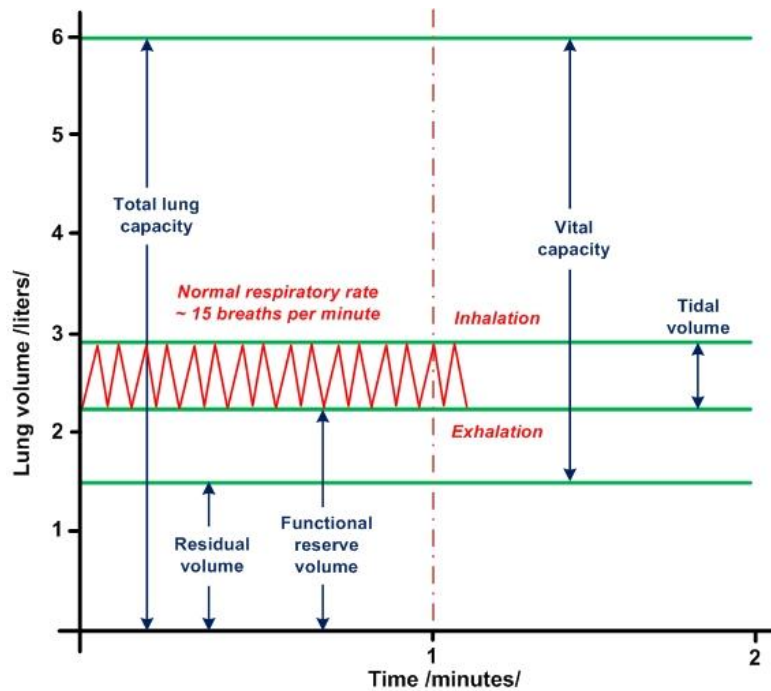 6
5
Total lung
capacity
4
Vital
capacity
Normal respiratory rate
~ 15 breaths per minute
Inhalation
Tidal
volume
3
2
Exhalation
Functional
reserve
volume
Residual
volume
1
Lung volume /liters/
1
2
Time /minutes/